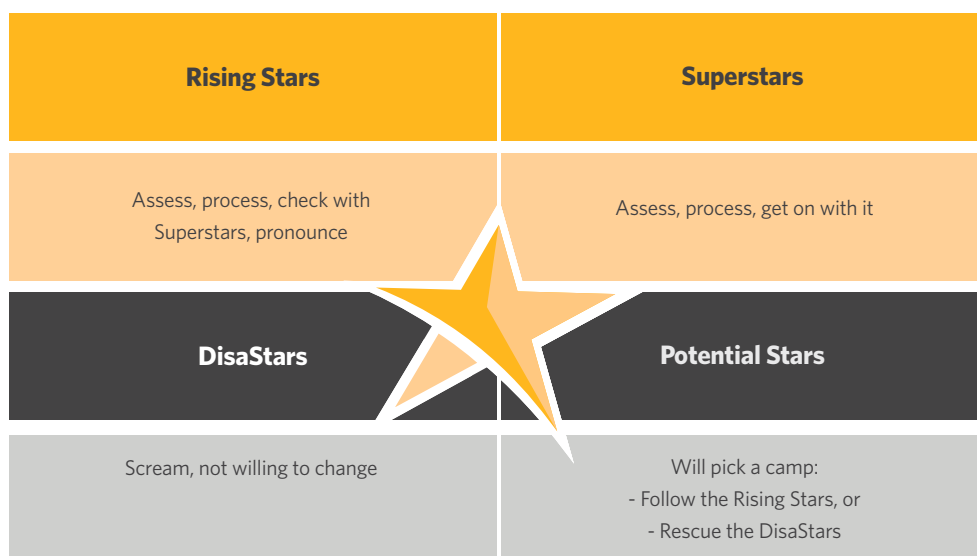 Rising Stars
Superstars
Assess, process, check with
Superstars, pronounce
Assess, process, get on with it
DisaStars
Potential Stars
Scream, not willing to change
Will pick a camp:
- Follow the Rising Stars, or
- Rescue the DisaStars